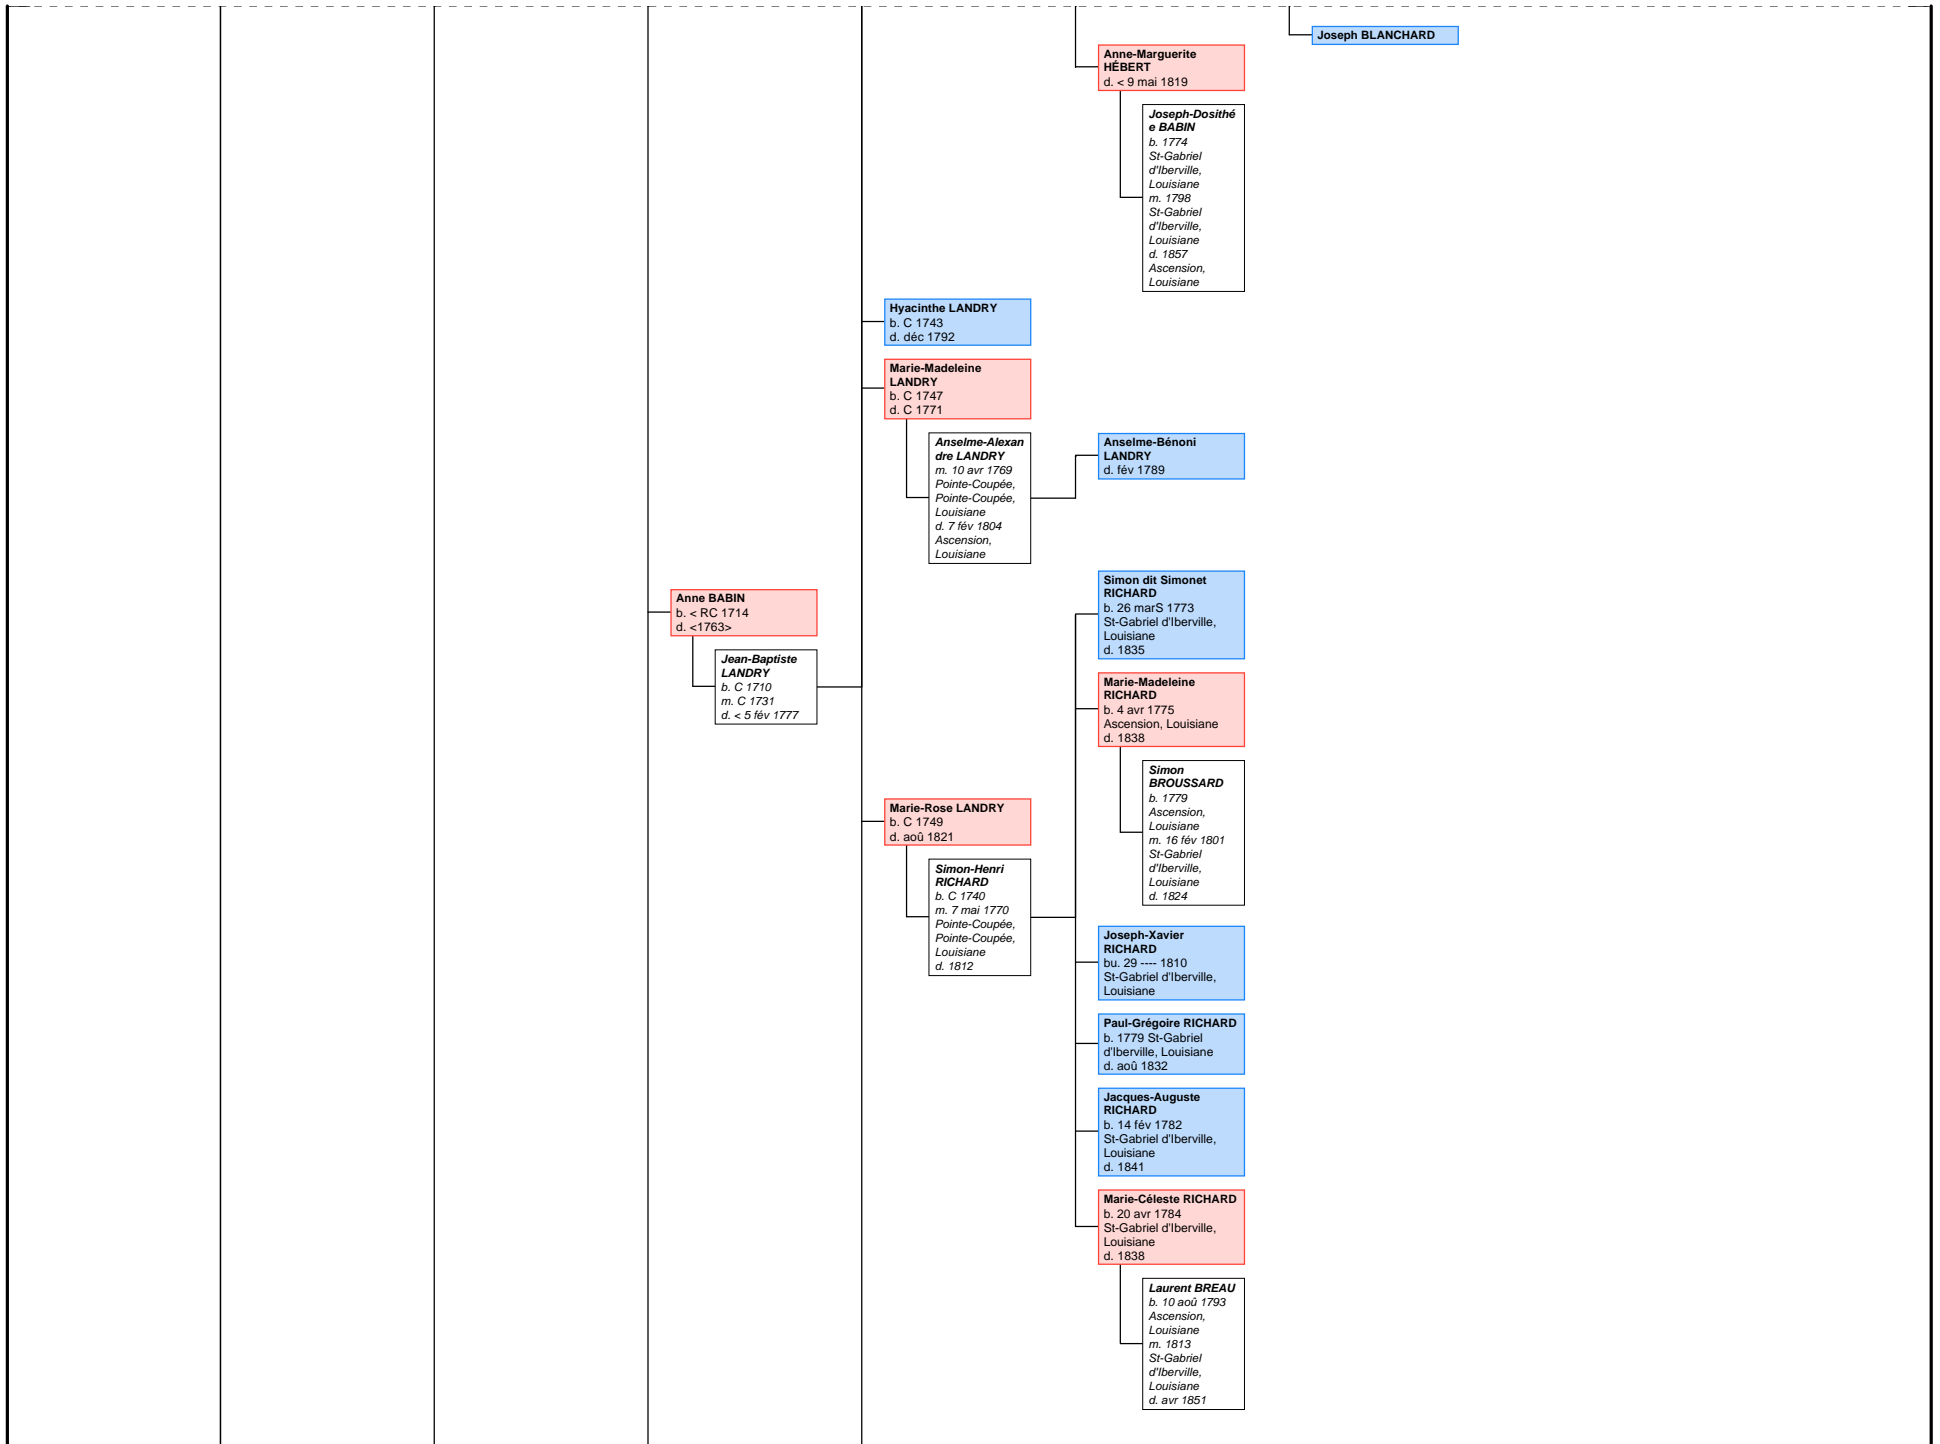 Joseph BLANCHARD
Anne-Marguerite
HÉBERT
d. < 9 mai 1819
Joseph-Dosithé
e BABIN
b. 1774
St-Gabriel
d'Iberville,
Louisiane
m. 1798
St-Gabriel
d'Iberville,
Louisiane
d. 1857
Ascension,
Louisiane
Hyacinthe LANDRY
b. C 1743
d. déc 1792
Marie-Madeleine
LANDRY
b. C 1747
d. C 1771
Anselme-Alexan
dre LANDRY
m. 10 avr 1769
Pointe-Coupée,
Pointe-Coupée,
Louisiane
d. 7 fév 1804
Ascension,
Louisiane
Anselme-Bénoni
LANDRY
d. fév 1789
Anne BABIN
b. < RC 1714
d. <1763>
Jean-Baptiste
LANDRY
b. C 1710
m. C 1731
d. < 5 fév 1777
Simon dit Simonet
RICHARD
b. 26 marS 1773
St-Gabriel d'Iberville,
Louisiane
d. 1835
Marie-Madeleine
RICHARD
b. 4 avr 1775
Ascension, Louisiane
d. 1838
Simon
BROUSSARD
b. 1779
Ascension,
Louisiane
m. 16 fév 1801
St-Gabriel
d'Iberville,
Louisiane
d. 1824
Marie-Rose LANDRY
b. C 1749
d. aoû 1821
Simon-Henri
RICHARD
b. C 1740
m. 7 mai 1770
Pointe-Coupée,
Pointe-Coupée,
Louisiane
d. 1812
Joseph-Xavier
RICHARD
bu. 29 ---- 1810
St-Gabriel d'Iberville,
Louisiane
Paul-Grégoire RICHARD
b. 1779 St-Gabriel
d'Iberville, Louisiane
d. aoû 1832
Jacques-Auguste
RICHARD
b. 14 fév 1782
St-Gabriel d'Iberville,
Louisiane
d. 1841
Marie-Céleste RICHARD
b. 20 avr 1784
St-Gabriel d'Iberville,
Louisiane
d. 1838
Laurent BREAU
b. 10 aoû 1793
Ascension,
Louisiane
m. 1813
St-Gabriel
d'Iberville,
Louisiane
d. avr 1851